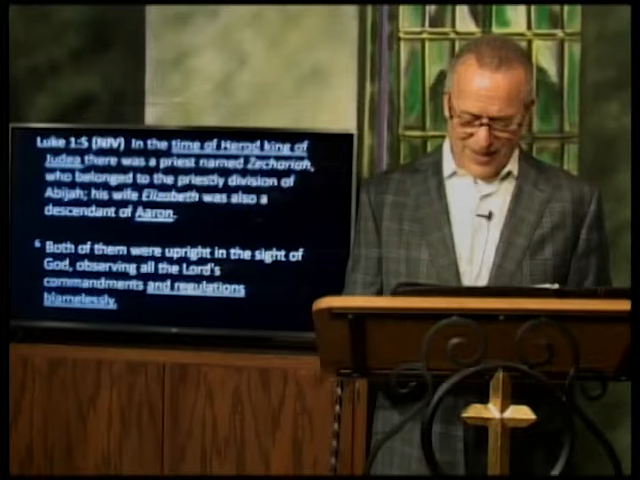 Luke 1:5 (NIV) In the time of Herod king of
Judea there was a priest named Zechariah,
who belonged to the priestly division of
Abijah; his wife Elizabeth was also a
descendant of Aaron.
6 Both of them were upright in the sight of
God, observing all the Lord's
commandments and regulations
blamelessly.